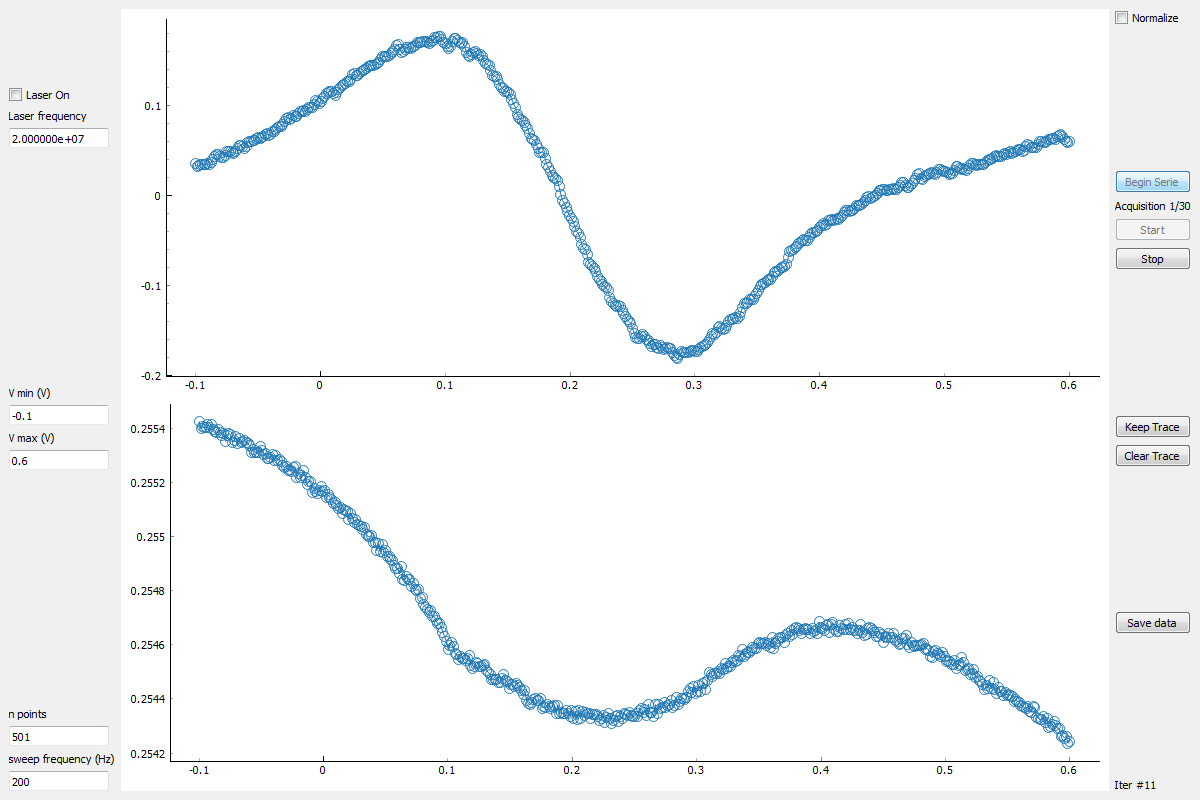 Laser On
Laser frequency
2.000000e+07
V min (V)
-0.1
V max (V)
0.6
n points
501
sweep frequency (Hz)
200
0.1
0
-0.1
-0.2
-0.1 0 0.1 0.2 0.3 0.4 0.5 0.6
0.2554
0.2552
0.255
0.2548
0.2546
0.2544
0.2542
-0.1 0 0.1 0.2 0.3 0.4 0.5 0.6
Normalize
Begin Serie
Acquisition 1/30
Start
Stop
Keep Trace
Clear Trace
Save data
Iter #11